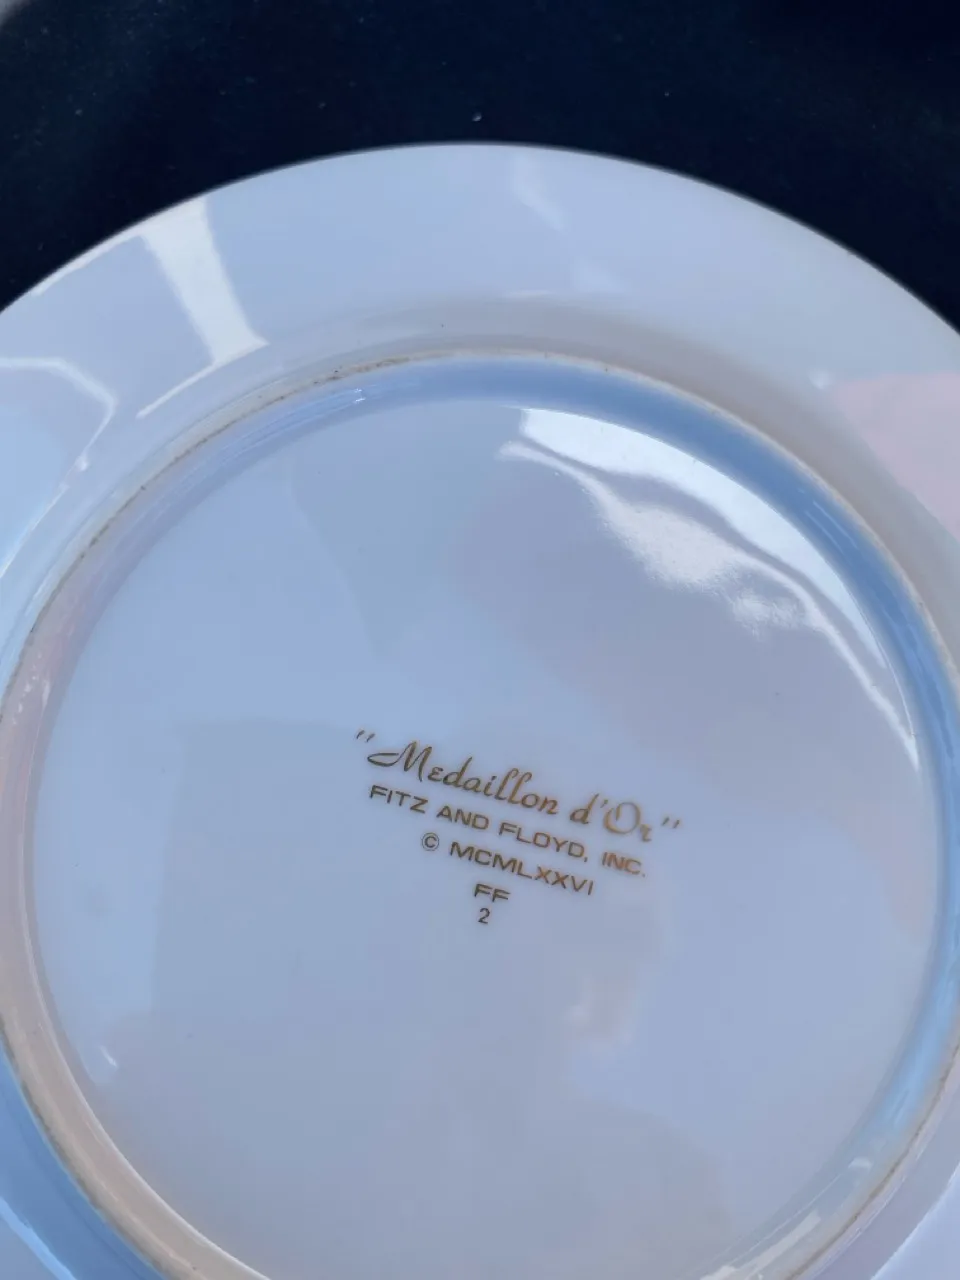 "Medaillon d'Or"
FITZ AND FLOYD, INC.
© MCMLXXVI
FF
2